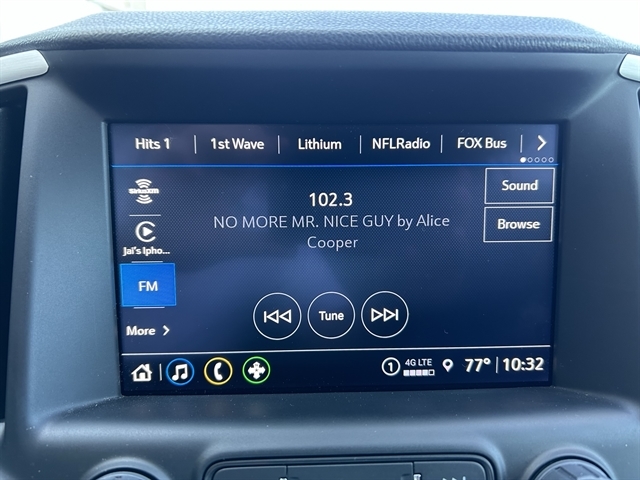 Hits 1 1st Wave Lithium NFLRadio FOX Bus
SiriusXM
102.3
Sound
NO MORE MR. NICE GUY by Alice
Cooper
Browse
Jai's Ipho...
FM
Tune
More
1 4G LTE 77° 10:32